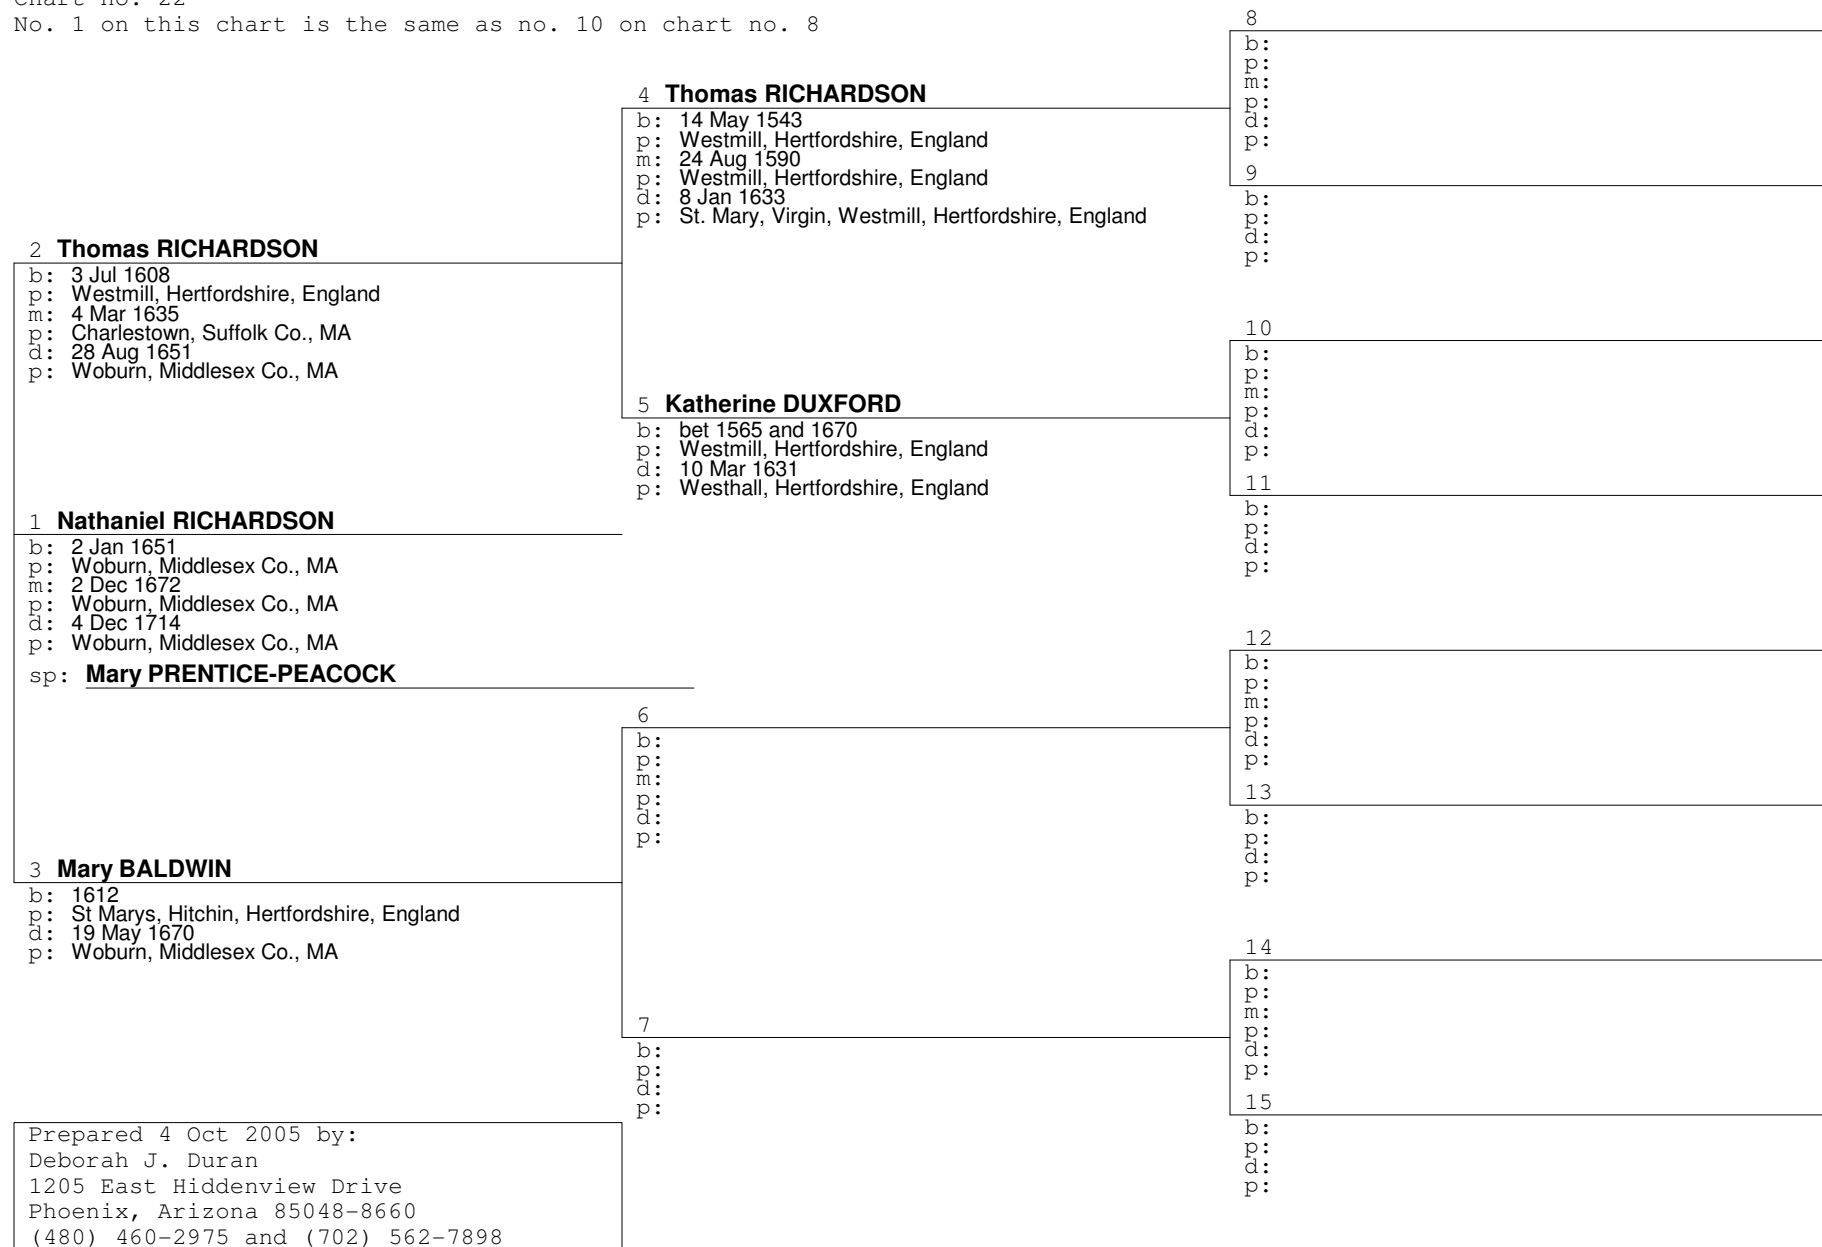 Chart no. 22
No. 1 on this chart is the same as no. 10 on chart no. 8
8
b:
p:
m:
p:
d:
p:
9
b:
p:
d:
p:
4 Thomas RICHARDSON
b: 14 May 1543
p: Westmill, Hertfordshire, England
m: 24 Aug 1590
p: Westmill, Hertfordshire, England
d: 8 Jan 1633
p: St. Mary, Virgin, Westmill, Hertfordshire, England
2 Thomas RICHARDSON
b: 3 Jul 1608
p: Westmill, Hertfordshire, England
m: 4 Mar 1635
p: Charlestown, Suffolk Co., MA
d: 28 Aug 1651
p: Woburn, Middlesex Co., MA
10
b:
p:
m:
p:
d:
p:
5 Katherine DUXFORD
b: bet 1565 and 1670
p: Westmill, Hertfordshire, England
d: 10 Mar 1631
p: Westhall, Hertfordshire, England
11
b:
p:
d:
p:
1 Nathaniel RICHARDSON
b: 2 Jan 1651
p: Woburn, Middlesex Co., MA
m: 2 Dec 1672
p: Woburn, Middlesex Co., MA
d: 4 Dec 1714
p: Woburn, Middlesex Co., MA
sp: Mary PRENTICE-PEACOCK
12
b:
p:
m:
p:
d:
p:
6
b:
p:
m:
p:
d:
p:
13
b:
p:
d:
p:
3 Mary BALDWIN
b: 1612
p: St Marys, Hitchin, Hertfordshire, England
d: 19 May 1670
p: Woburn, Middlesex Co., MA
14
b:
p:
m:
p:
d:
p:
7
b:
p:
d:
p:
15
b:
p:
d:
p:
Prepared 4 Oct 2005 by:
Deborah J. Duran
1205 East Hiddenview Drive
Phoenix, Arizona 85048-8660
(480) 460-2975 and (702) 562-7898